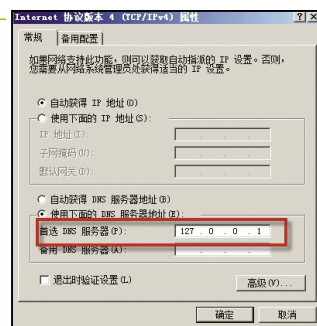 Internet 协议版本 4 (TCP/IPv4) 属性
常规 备用配置
如果网络支持此功能，则可以获取自动指派的 IP 设置。否则，
您需要从网络系统管理员处获得适当的 IP 设置。
自动获得 IP 地址(O)
使用下面的 IP 地址(S):
IP 地址(I):
子网掩码(U):
默认网关(D):
自动获得 DNS 服务器地址(B)
使用下面的 DNS 服务器地址(E):
首选 DNS 服务器(P): 127 . 0 . 0 . 1
备用 DNS 服务器(A):
退出时验证设置(L)
高级(V)...
确定 取消